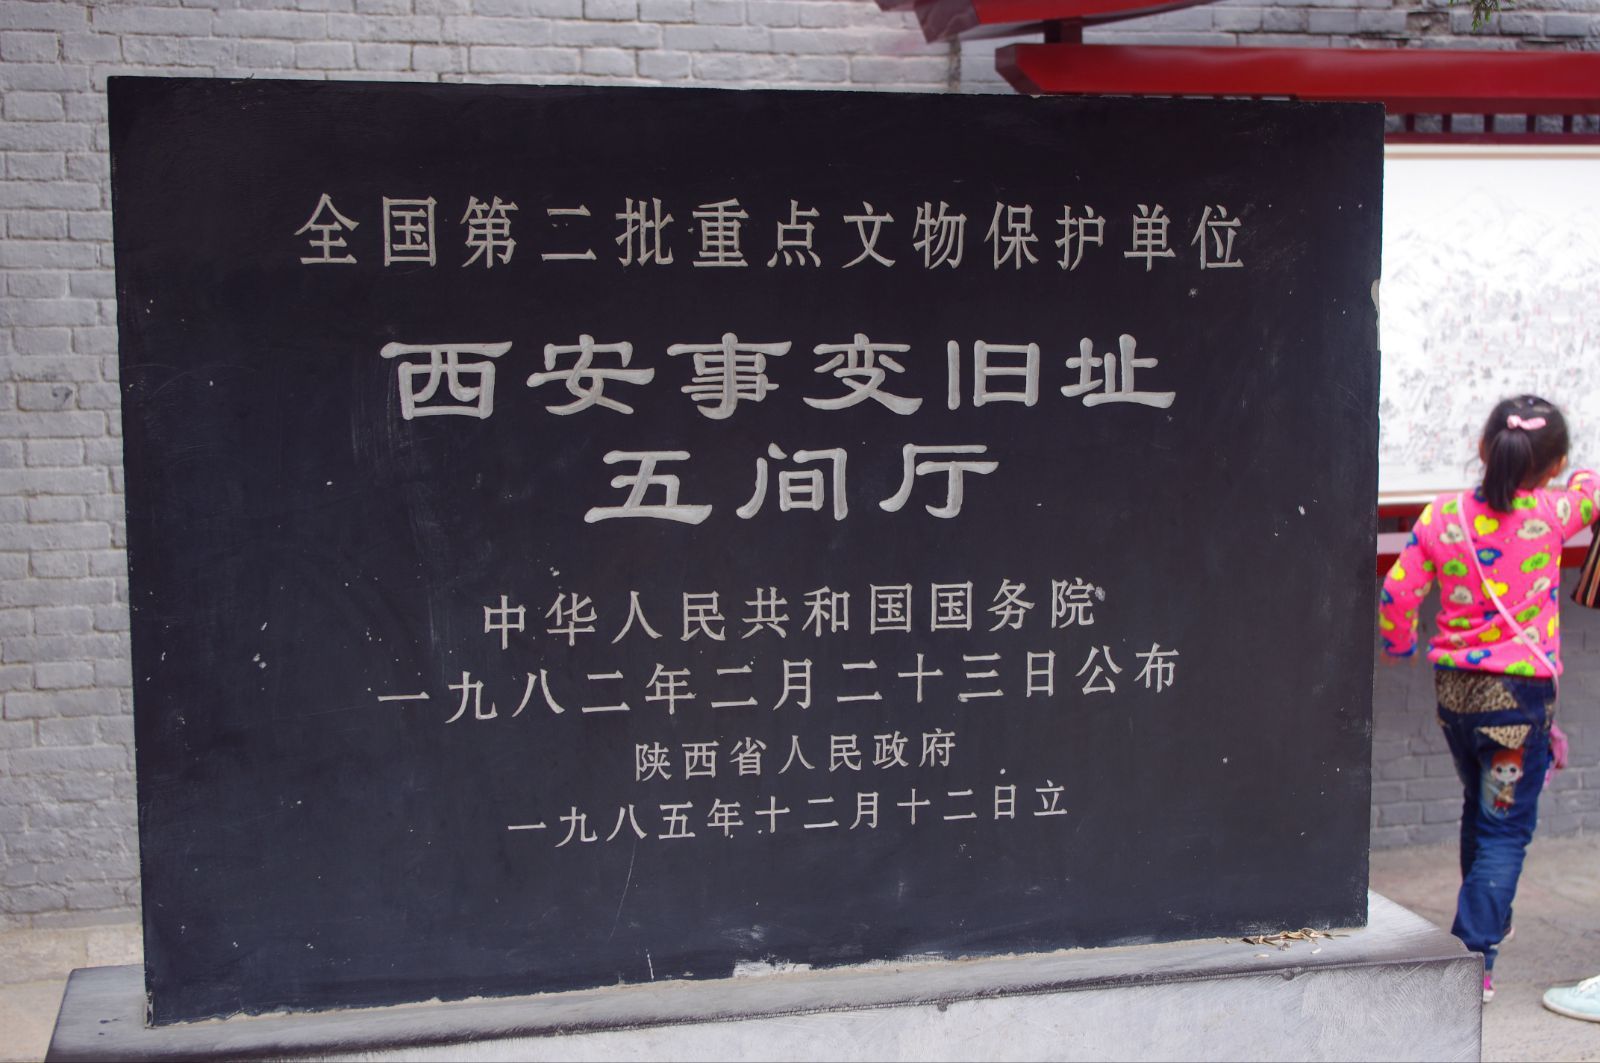 全国第二批重点文物保护单位
西安事变旧址
五间厅
中华人民共和国国务院
一九八二年二月二十三日公布
陕西省人民政府
一九八五年十二月十二日立